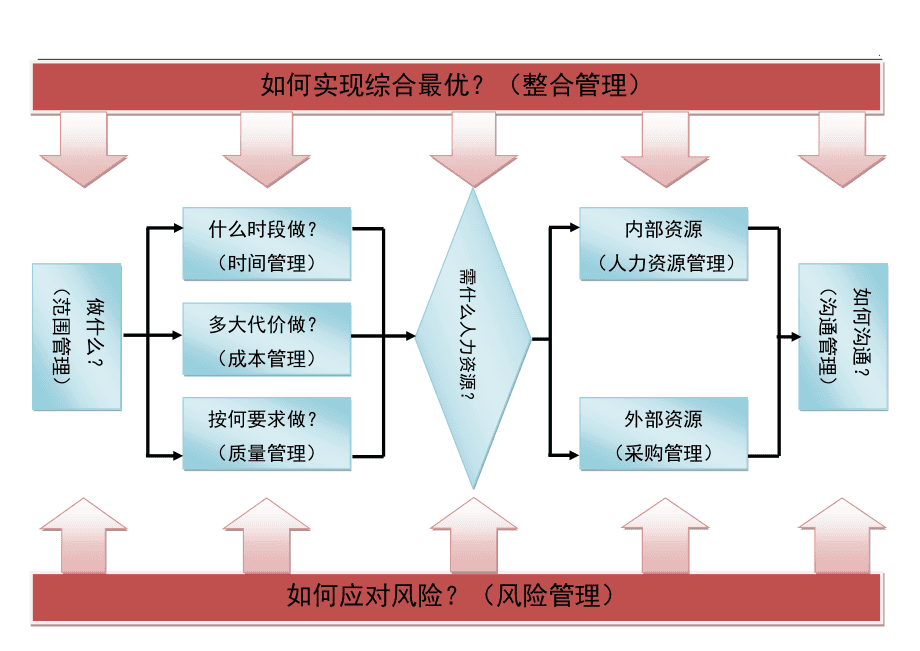 如何实现综合最优？（整合管理）
做什么？
（范围管理）
什么时段做？
（时间管理）
多大代价做？
（成本管理）
按何要求做？
（质量管理）
需什么人力资源？
内部资源
（人力资源管理）
外部资源
（采购管理）
如何沟通？
（沟通管理）
如何应对风险？（风险管理）